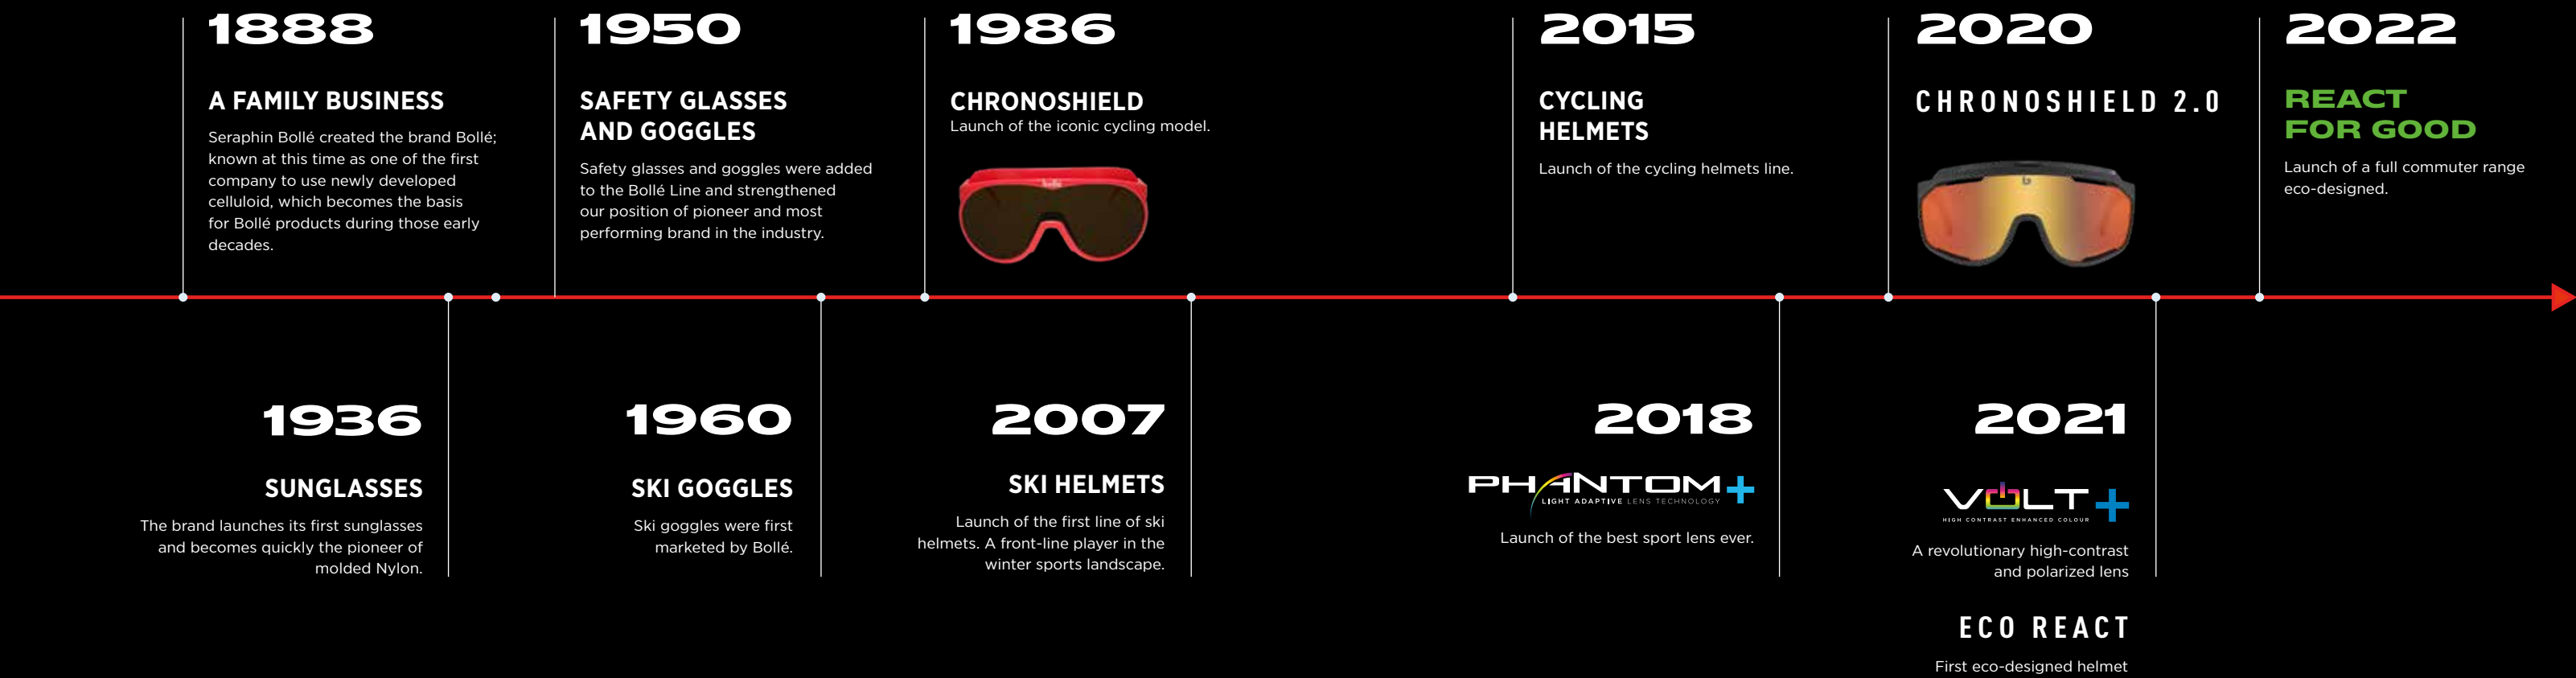 1888
A FAMILY BUSINESS
Seraphin Bollé created the brand Bollé;
known at this time as one of the first
company to use newly developed
celluloid, which becomes the basis
for Bollé products during those early
decades.
1950
SAFETY GLASSES
AND GOGGLES
Safety glasses and goggles were added
to the Bollé Line and strengthened
our position of pioneer and most
performing brand in the industry.
1986
CHRONOSHIELD
Launch of the iconic cycling model.
bollé
2015
CYCLING
HELMETS
Launch of the cycling helmets line.
2020
CHRONOSHIELD 2.0
2022
REACT
FOR GOOD
Launch of a full commuter range
eco-designed.
1936
SUNGLASSES
The brand launches its first sunglasses
and becomes quickly the pioneer of
molded Nylon.
1960
SKI GOGGLES
Ski goggles were first
marketed by Bollé.
2007
SKI HELMETS
Launch of the first line of ski
helmets. A front-line player in the
winter sports landscape.
2018
PHANTOM+
LIGHT ADAPTIVE LENS TECHNOLOGY
Launch of the best sport lens ever.
2021
VOLT+
HIGH CONTRAST ENHANCED COLOUR
A revolutionary high-contrast
and polarized lens
ECO REACT
First eco-designed helmet